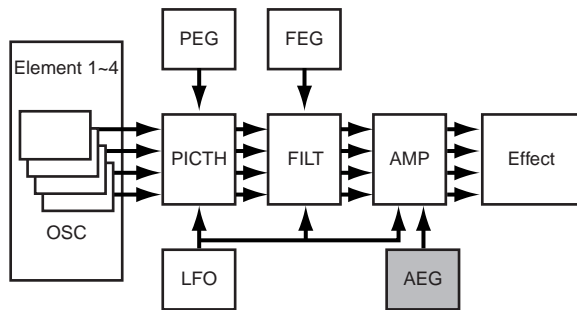 PEG
FEG
Element 1~4
PICTH
FILT
AMP
Effect
OSC
LFO
AEG